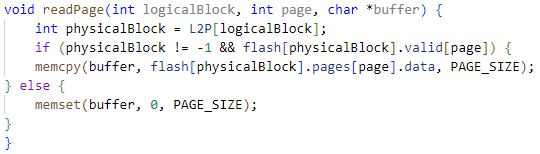 void readPage(int logicalBlock, int page, char *buffer) {
    int physicalBlock = L2P[logicalBlock];
    if (physicalBlock != -1 && flash[physicalBlock].valid[page]) {
    memcpy(buffer, flash[physicalBlock].pages[page].data, PAGE_SIZE);
} else {
    memset(buffer, 0, PAGE_SIZE);
}
}